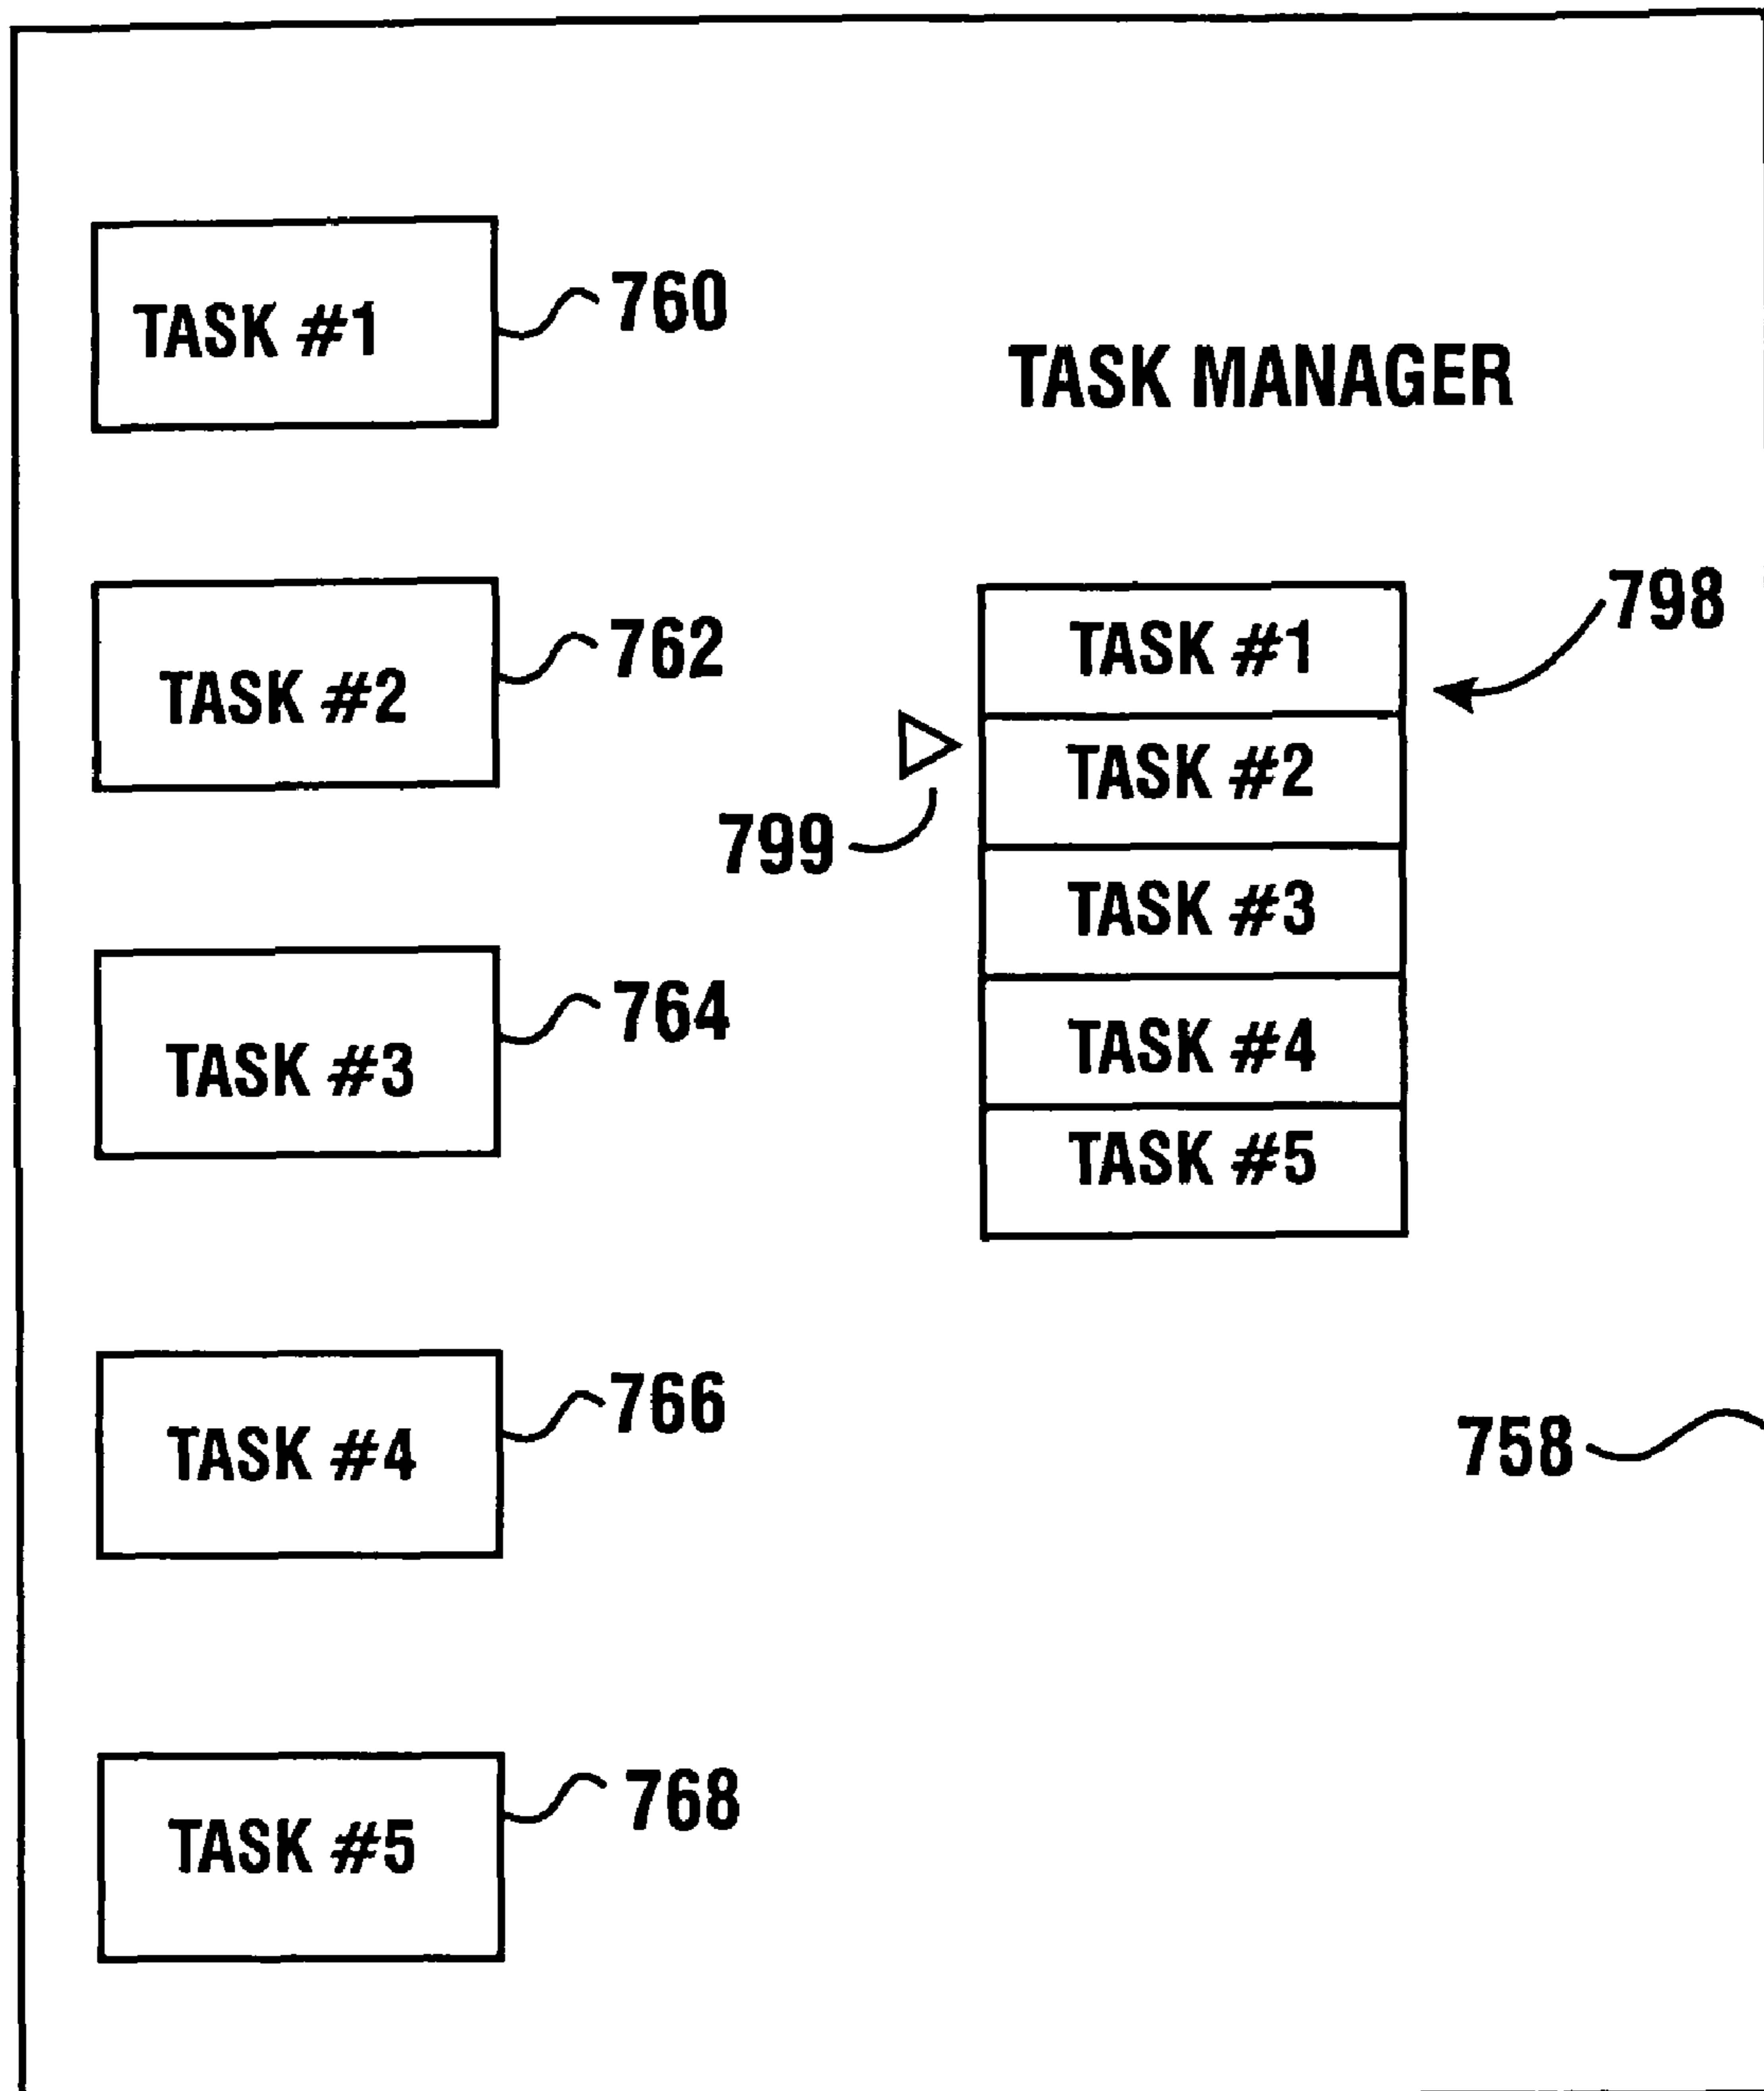 TASK #1
760
TASK MANAGER
TASK #2
762
798
TASK #1
TASK #2
TASK #3
TASK #4
TASK #5
799
TASK #3
764
TASK #4
766
758
TASK #5
768